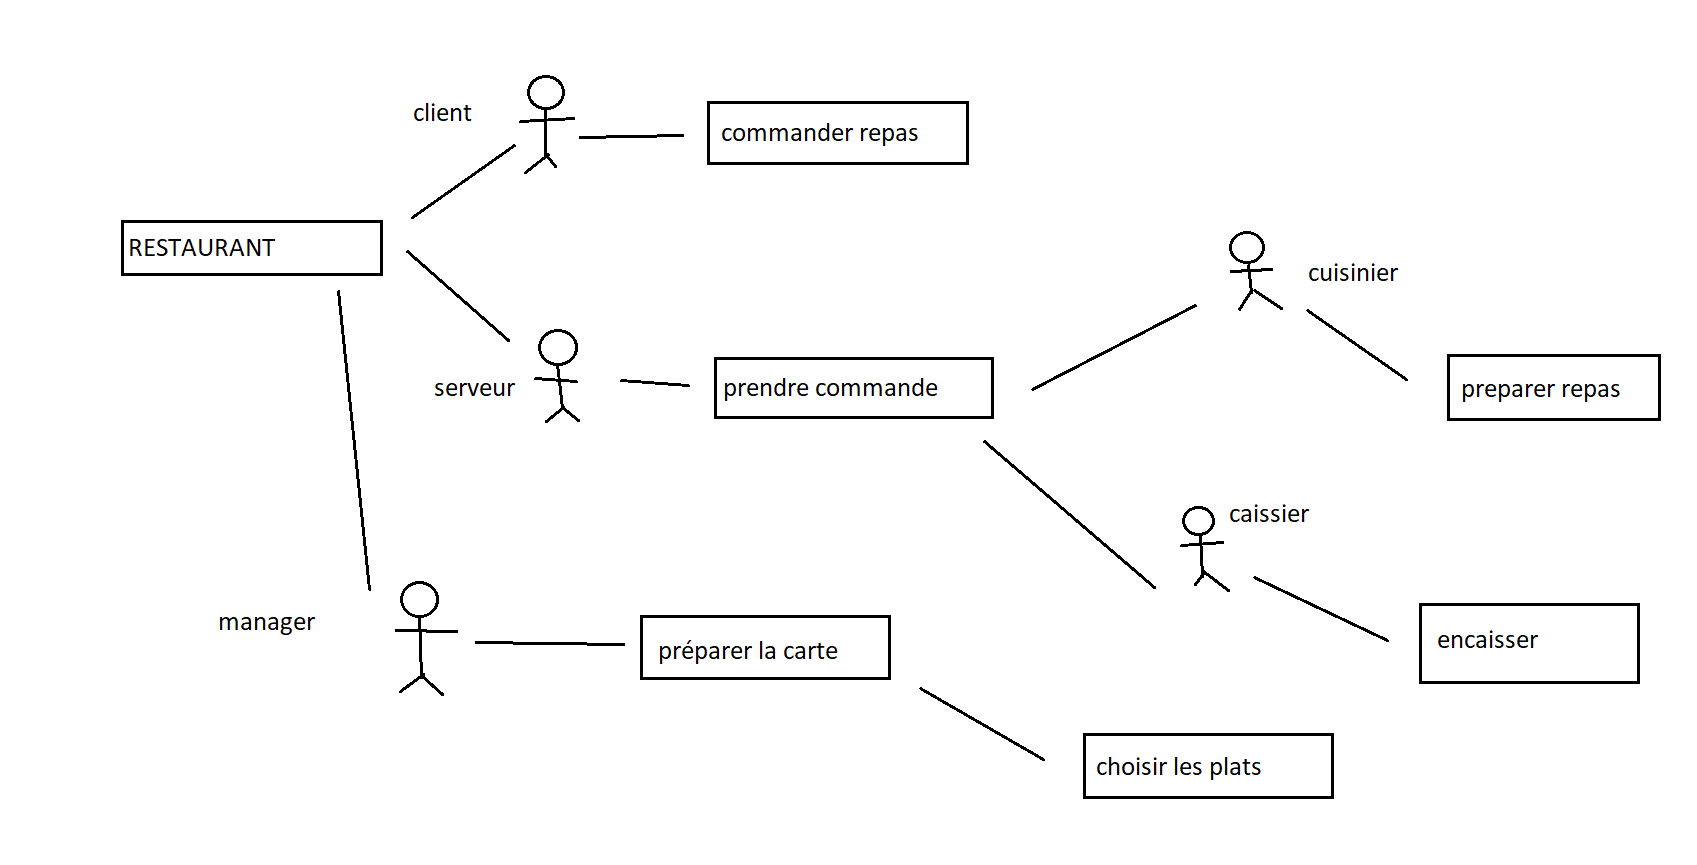 client
commander repas
RESTAURANT
cuisinier
serveur
prendre commande
preparer repas
caissier
manager
préparer la carte
encaisser
choisir les plats